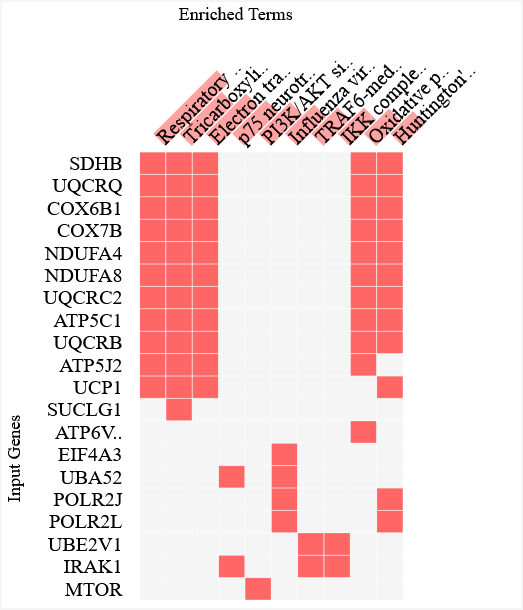 Enriched Terms
Respiratory ..
Tricarboxyli..
Electron tra..
p75 neurotr..
PI3K/AKT si..
Influenza vir..
TRAF6-med..
IKK comple..
Oxidative p..
Huntington'..
SDHB
UQCRQ
COX6B1
COX7B
NDUFA4
NDUFA8
UQCRC2
ATP5C1
UQCRB
ATP5J2
UCP1
SUCLG1
ATP6V..
EIF4A3
UBA52
POLR2J
POLR2L
UBE2V1
IRAK1
MTOR
Input Genes